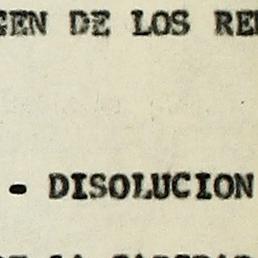 GEN DE LOS RE
- DISOLUCION